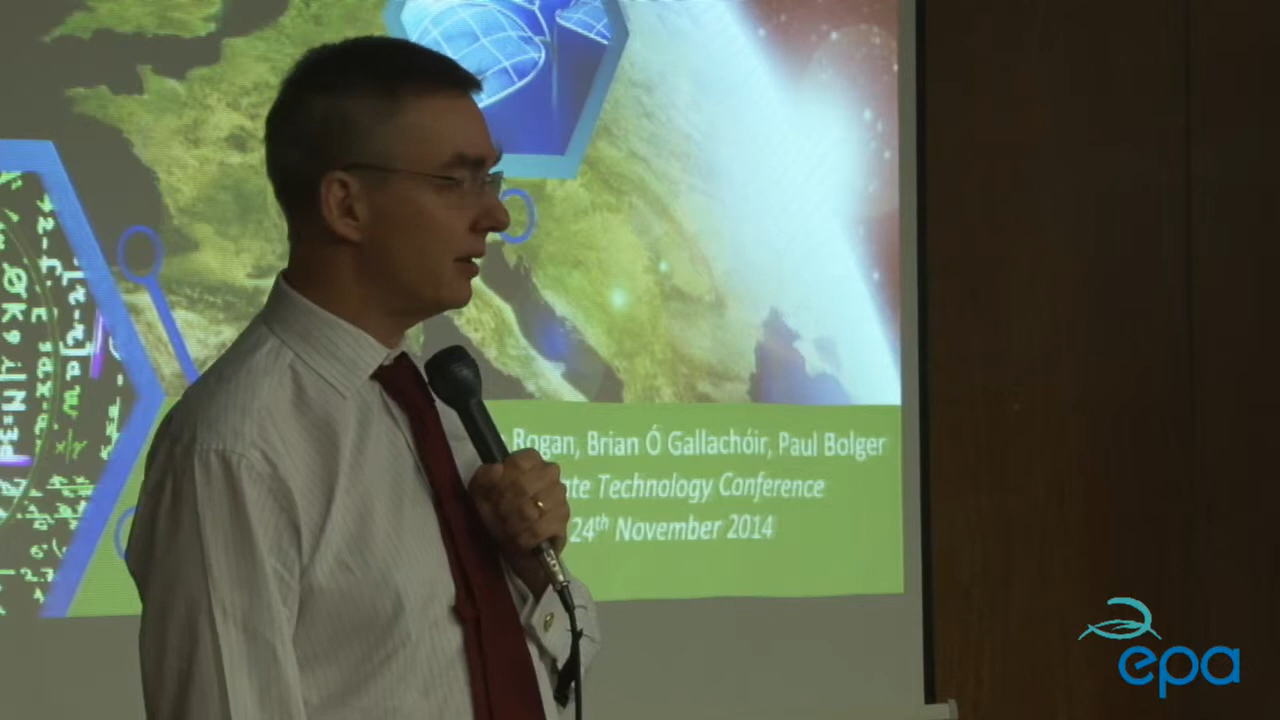 Rogan, Brian Ó Gallachóir, Paul Bolger
ate Technology Conference
24th November 2014
epa